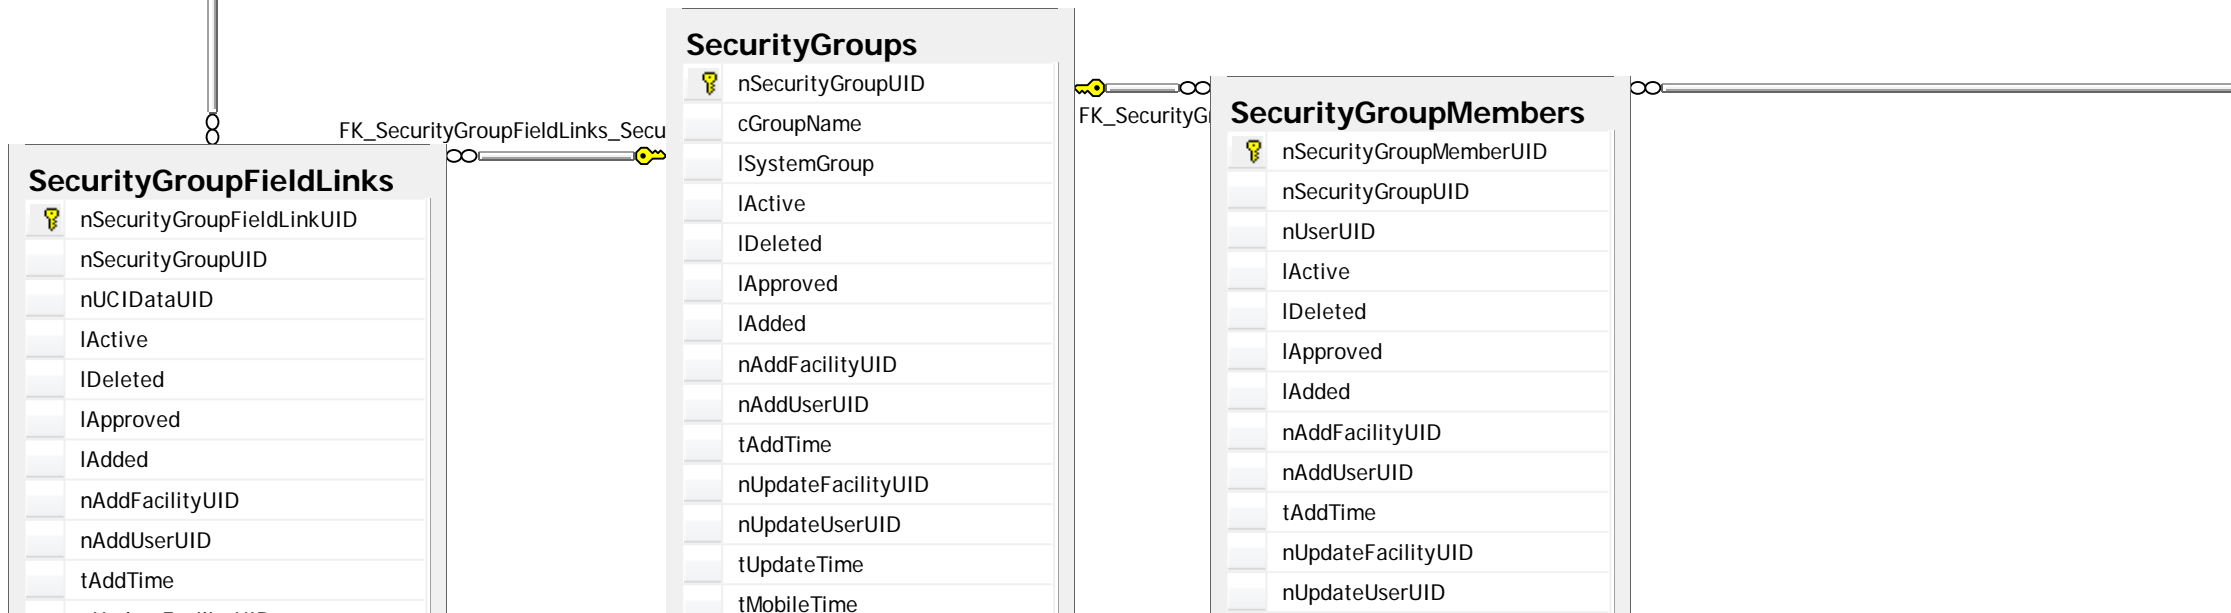 FK_SecurityGroupFieldLinks_Secu
SecurityGroupFieldLinks
nSecurityGroupFieldLinkUID
nSecurityGroupUID
nUCIDataUID
lActive
lDeleted
lApproved
lAdded
nAddFacilityUID
nAddUserUID
tAddTime
SecurityGroups
nSecurityGroupUID
cGroupName
lSystemGroup
lActive
lDeleted
lApproved
lAdded
nAddFacilityUID
nAddUserUID
tAddTime
nUpdateFacilityUID
nUpdateUserUID
tUpdateTime
tMobileTime
FK_SecurityG
SecurityGroupMembers
nSecurityGroupMemberUID
nSecurityGroupUID
nUserUID
lActive
lDeleted
lApproved
lAdded
nAddFacilityUID
nAddUserUID
tAddTime
nUpdateFacilityUID
nUpdateUserUID